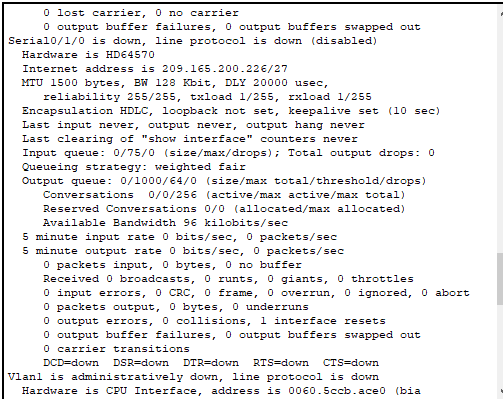 0 lost carrier, 0 no carrier
0 output buffer failures, 0 output buffers swapped out
Serial0/1/0 is down, line protocol is down (disabled)
Hardware is HD64570
Internet address is 209.165.200.226/27
MTU 1500 bytes, BW 128 Kbit, DLY 20000 usec,
reliability 255/255, txload 1/255, rxload 1/255
Encapsulation HDLC, loopback not set, keepalive set (10 sec)
Last input never, output never, output hang never
Last clearing of "show interface" counters never
Input queue: 0/75/0 (size/max/drops); Total output drops: 0
Queueing strategy: weighted fair
Output queue: 0/1000/64/0 (size/max total/threshold/drops)
Conversations 0/0/256 (active/max active/max total)
Reserved Conversations 0/0 (allocated/max allocated)
Available Bandwidth 96 kilobits/sec
5 minute input rate 0 bits/sec, 0 packets/sec
5 minute output rate 0 bits/sec, 0 packets/sec
0 packets input, 0 bytes, 0 no buffer
Received 0 broadcasts, 0 runts, 0 giants, 0 throttles
0 input errors, 0 CRC, 0 frame, 0 overrun, 0 ignored, 0 abort
0 packets output, 0 bytes, 0 underruns
0 output errors, 0 collisions, 1 interface resets
0 output buffer failures, 0 output buffers swapped out
0 carrier transitions
DCD=down DSR=down DTR=down RTS=down CTS=down
Vlan1 is administratively down, line protocol is down
Hardware is CPU Interface, address is 0060.5ccb.ace0 (bia